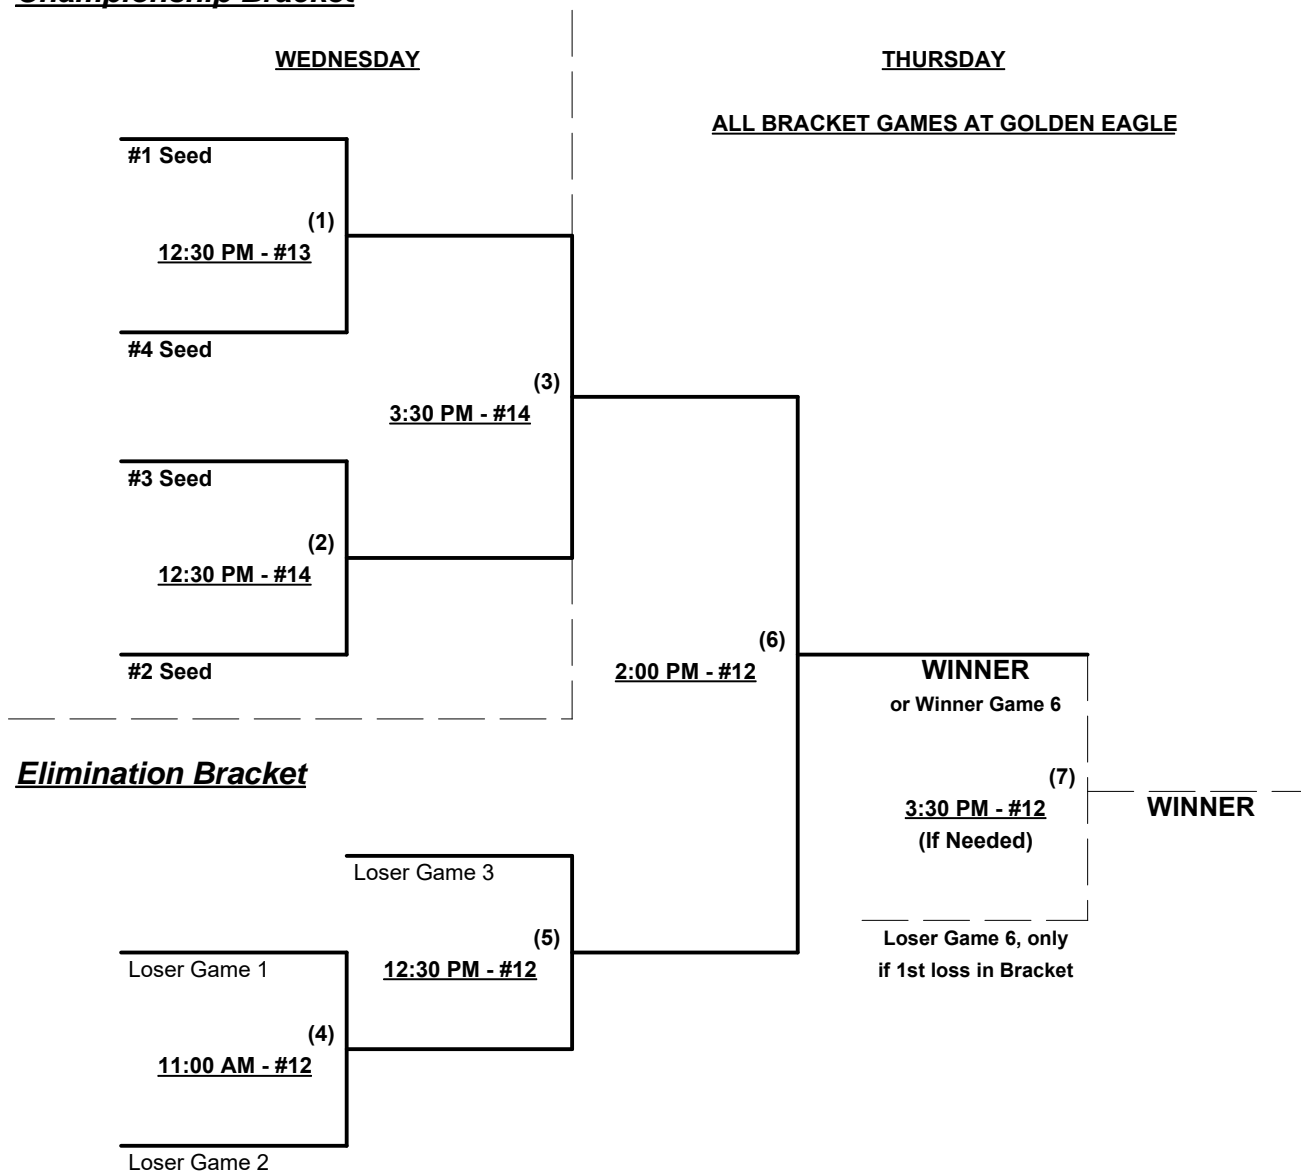 Championship Bracket
WEDNESDAY
THURSDAY
ALL BRACKET GAMES AT GOLDEN EAGLE
#1 Seed
(1)
12:30 PM - #13
#4 Seed
(3)
3:30 PM - #14
#3 Seed
(2)
12:30 PM - #14
#2 Seed
(6)
2:00 PM - #12
WINNER
or Winner Game 6
Elimination Bracket
(7)
3:30 PM - #12
(If Needed)
WINNER
Loser Game 3
(5)
12:30 PM - #12
Loser Game 6, only
if 1st loss in Bracket
Loser Game 1
(4)
11:00 AM - #12
Loser Game 2